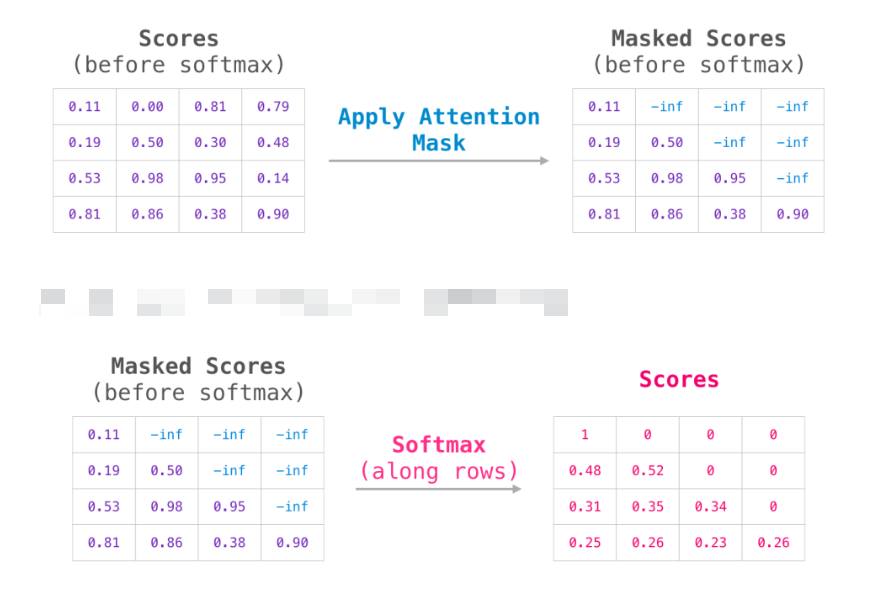 Scores
(before softmax)
0.11 0.00 0.81 0.79
0.19 0.50 0.30 0.48
0.53 0.98 0.95 0.14
0.81 0.86 0.38 0.90
Apply Attention
Mask
Masked Scores
(before softmax)
0.11 -inf -inf -inf
0.19 0.50 -inf -inf
0.53 0.98 0.95 -inf
0.81 0.86 0.38 0.90
Masked Scores
(before softmax)
0.11 -inf -inf -inf
0.19 0.50 -inf -inf
0.53 0.98 0.95 -inf
0.81 0.86 0.38 0.90
Softmax
(along rows)
Scores
1 0 0 0
0.48 0.52 0 0
0.31 0.35 0.34 0
0.25 0.26 0.23 0.26